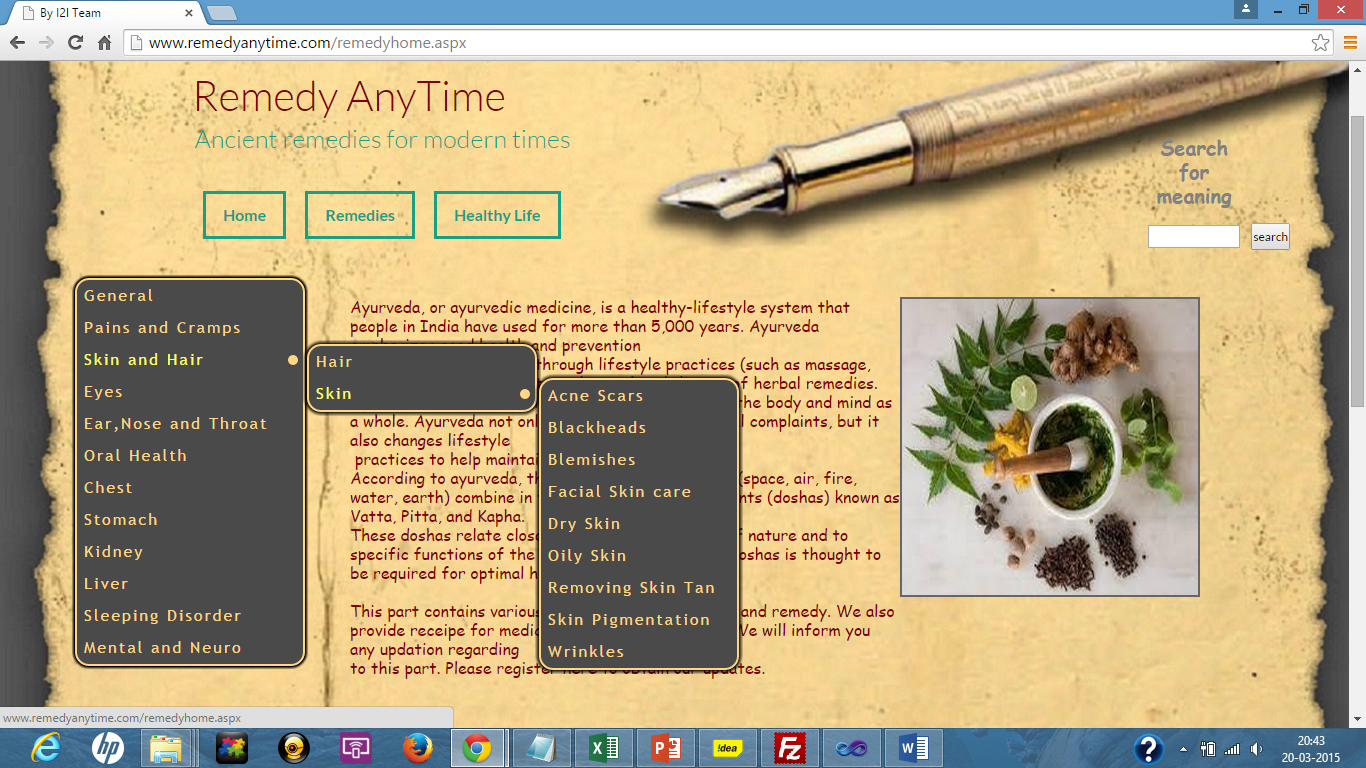 By I2I Team
www.remedyanytime.com/remedyhome.aspx
Remedy AnyTime
Ancient remedies for modern times
Search
for
meaning
Home
Remedies
Healthy Life
search
General
Pains and Cramps
Skin and Hair
Eyes
Ear,Nose and Throat
Oral Health
Chest
Stomach
Kidney
Liver
Sleeping Disorder
Mental and Neuro
Hair
Skin
Acne Scars
Blackheads
Blemishes
Facial Skin care
Dry Skin
Oily Skin
Removing Skin Tan
Skin Pigmentation
Wrinkles
Ayurveda, or ayurvedic medicine, is a healthy-lifestyle system that
people in India have used for more than 5,000 years. Ayurveda
and prevention
through lifestyle practices (such as massage,
of herbal remedies.
the body and mind as
a whole. Ayurveda not complaints, but it
also changes lifestyle
practices to help
According to ayurveda, (space, air, fire,
water, earth) combine in (doshas) known as
Vatta, Pitta, and Kapha.
These doshas relate nature and to
specific functions of the is thought to
be required for optimal
This part contains and remedy. We also
provide receipe for We will inform you
any updation regarding
to this part. Please register here to obtain our updates.
www.remedyanytime.com/remedyhome.aspx
hp
!dea
20:43
20-03-2015